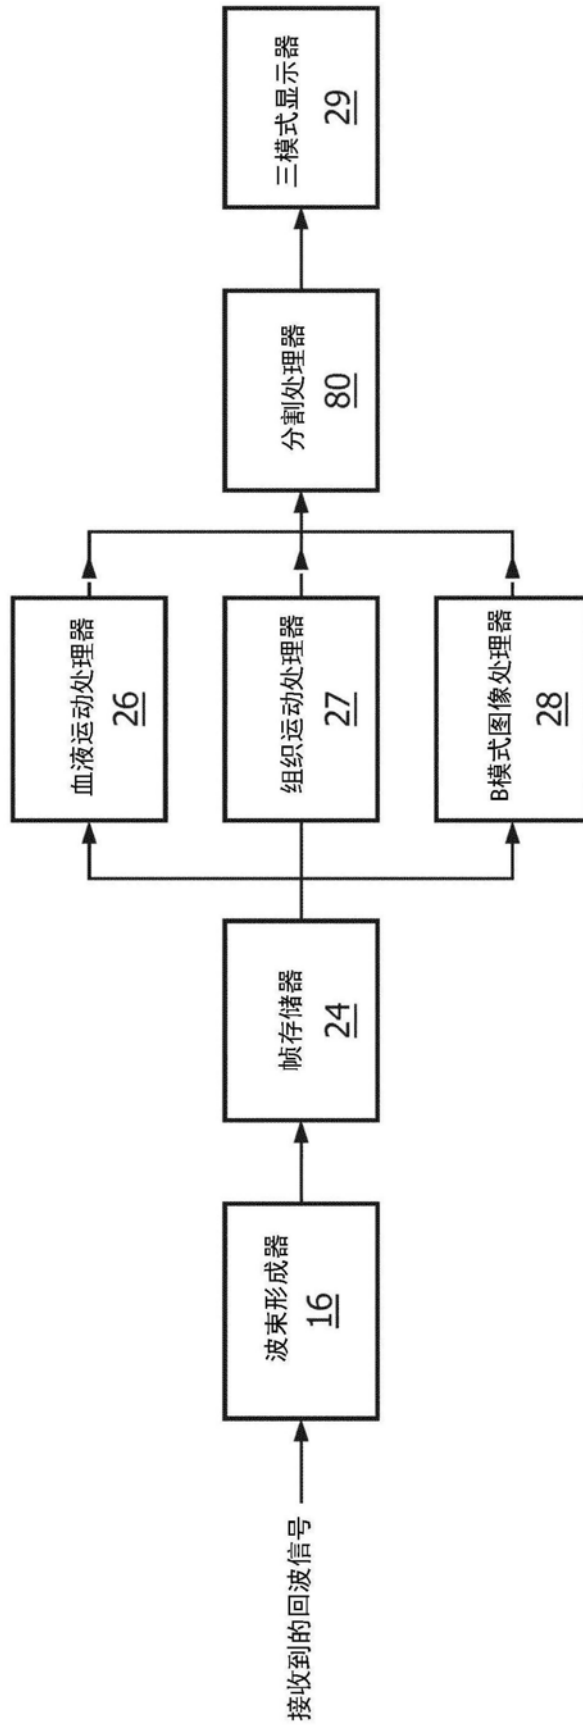 接收到的回波信号
波束形成器
16
帧存储器
24
血液运动处理器
26
组织运动处理器
27
B模式图像处理器
28
分割处理器
80
三模式显示器
29